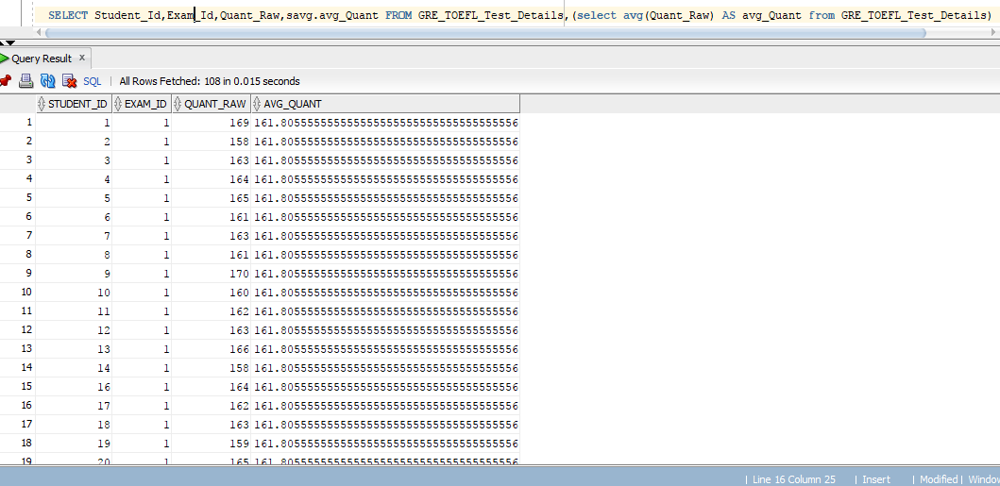 SELECT Student_Id,Exam_Id,Quant_Raw,savg.avg_Quant FROM GRE_TOEFL_Test_Details,(select avg(Quant_Raw) AS avg_Quant from GRE_TOEFL_Test_Details)
Query Result x
SQL | All Rows Fetched: 108 in 0.015 seconds
STUDENT_ID EXAM_ID QUANT_RAW AVG_QUANT
1 1 1 169 161.805555555555555555555555555555555556
2 2 1 158 161.805555555555555555555555555555555556
3 3 1 163 161.805555555555555555555555555555555556
4 4 1 164 161.805555555555555555555555555555555556
5 5 1 165 161.805555555555555555555555555555555556
6 6 1 161 161.805555555555555555555555555555555556
7 7 1 163 161.805555555555555555555555555555555556
8 8 1 161 161.805555555555555555555555555555555556
9 9 1 170 161.805555555555555555555555555555555556
10 10 1 160 161.805555555555555555555555555555555556
11 11 1 162 161.805555555555555555555555555555555556
12 12 1 163 161.805555555555555555555555555555555556
13 13 1 166 161.805555555555555555555555555555555556
14 14 1 158 161.805555555555555555555555555555555556
15 16 1 164 161.805555555555555555555555555555555556
16 17 1 162 161.805555555555555555555555555555555556
17 18 1 163 161.805555555555555555555555555555555556
18 19 1 159 161.805555555555555555555555555555555556
19 20 1 165 161.805555555555555555555555555555555556
| Line 16 Column 25 | Insert | Modified | Windo